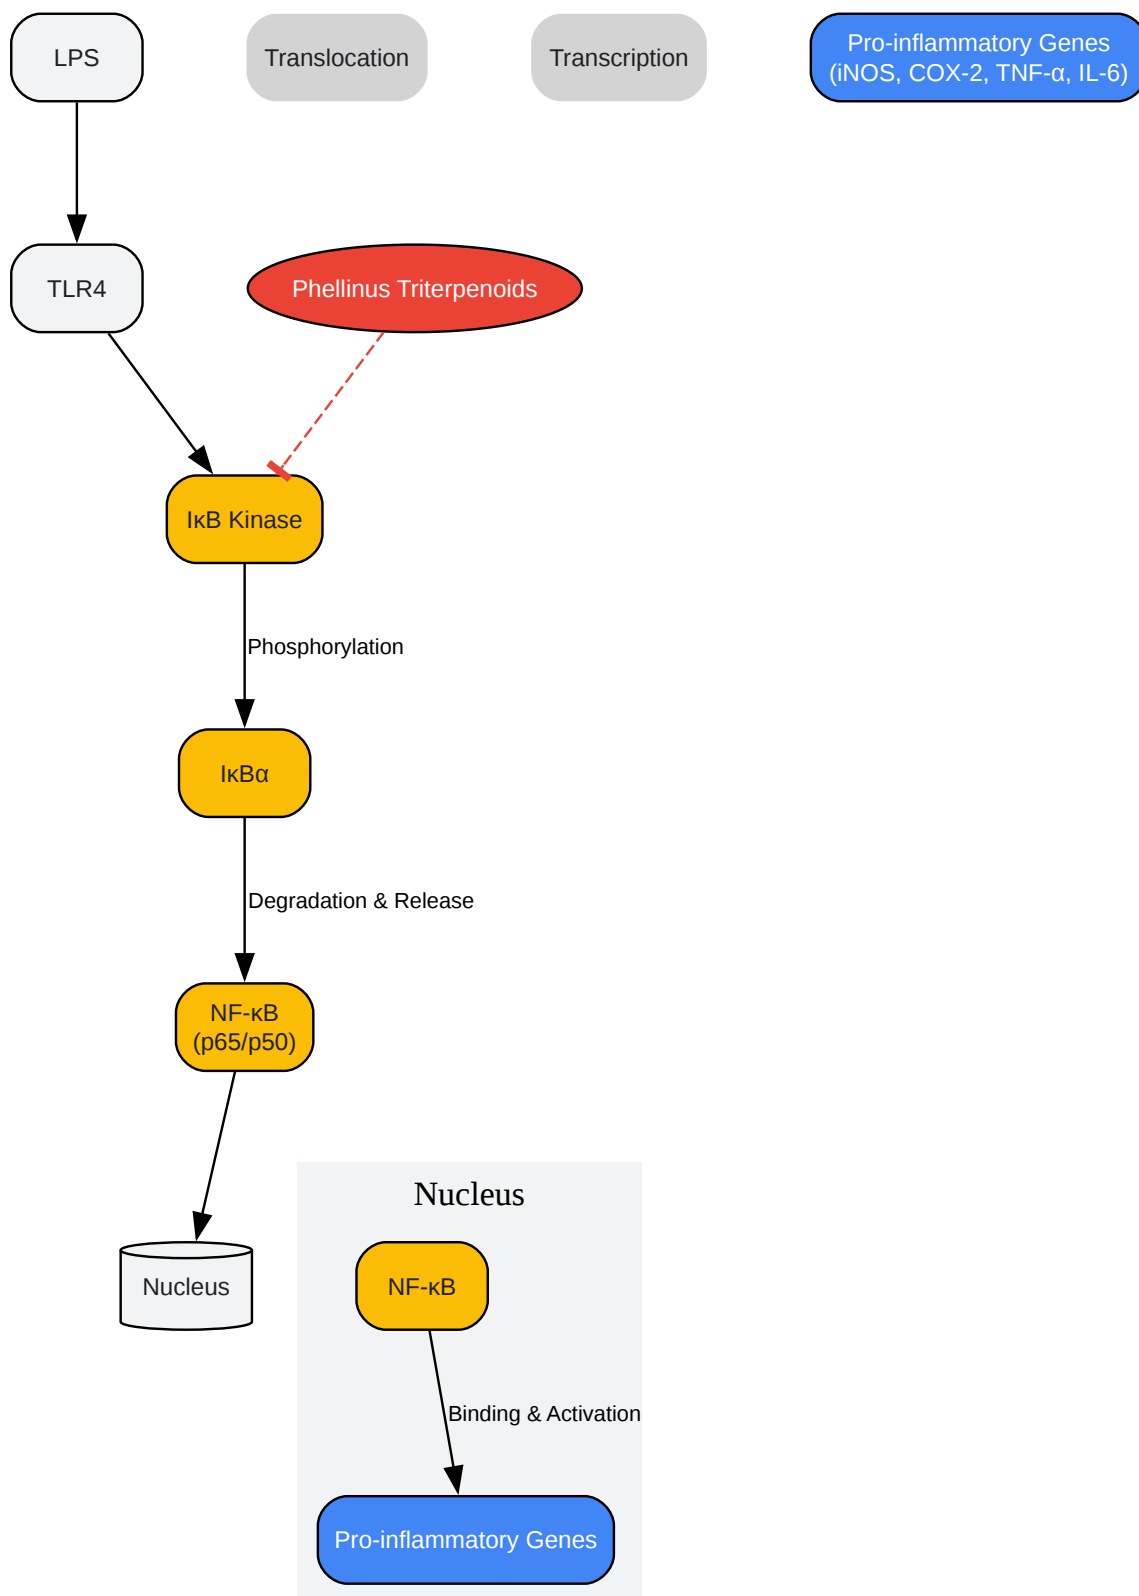 LPS
Translocation
Transcription
Pro-inflammatory Genes
(iNOS, COX-2, TNF-α, IL-6)
TLR4
Phellinus Triterpenoids
IκB Kinase
Phosphorylation
IκBα
Degradation & Release
NF-κB
(p65/p50)
Nucleus
Nucleus
NF-κB
Binding & Activation
Pro-inflammatory Genes